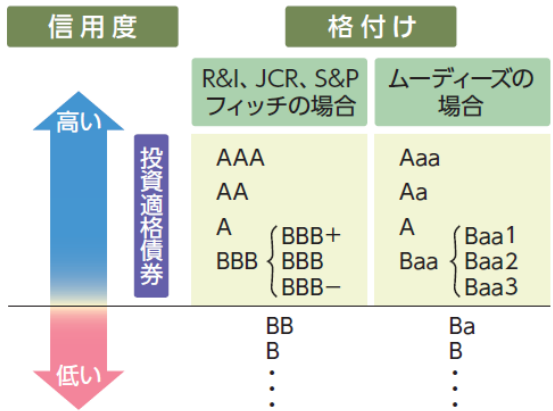 信用度
格付け
R&I、JCR、S&P
フィッチの場合
ムーディーズの
場合
高い
投資適格債券
AAA
Aaa
AA
Aa
A
A
BBB
BBB+
BBB
BBB−
Baa
Baa1
Baa2
Baa3
BB
Ba
B
B
・
・
・
・
・
・
低い